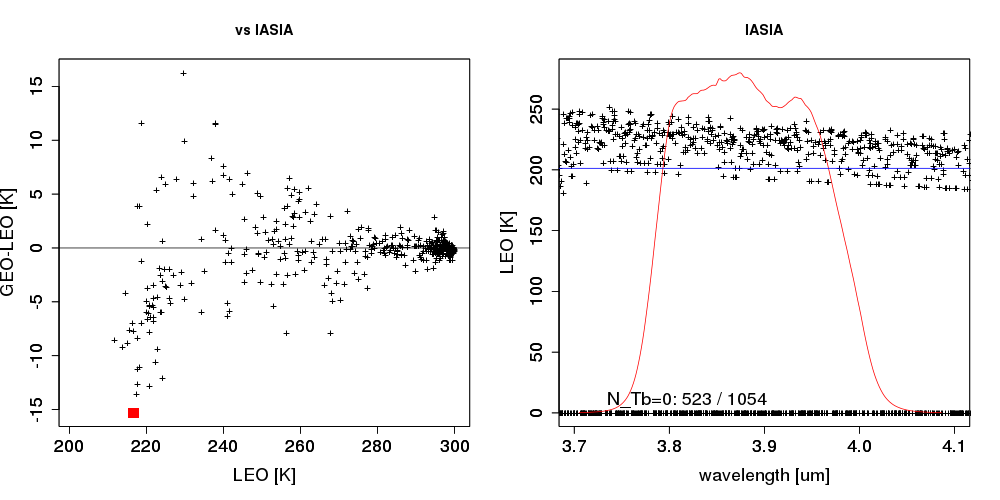 vs IASIA
15
10
5
0
-5
-10
-15
GEO-LEO [K]
200 220 240 260 280 300
LEO [K]
IASIA
250
200
150
100
50
0
LEO [K]
N_Tb=0: 523 / 1054
3.7 3.8 3.9 4.0 4.1
wavelength [um]